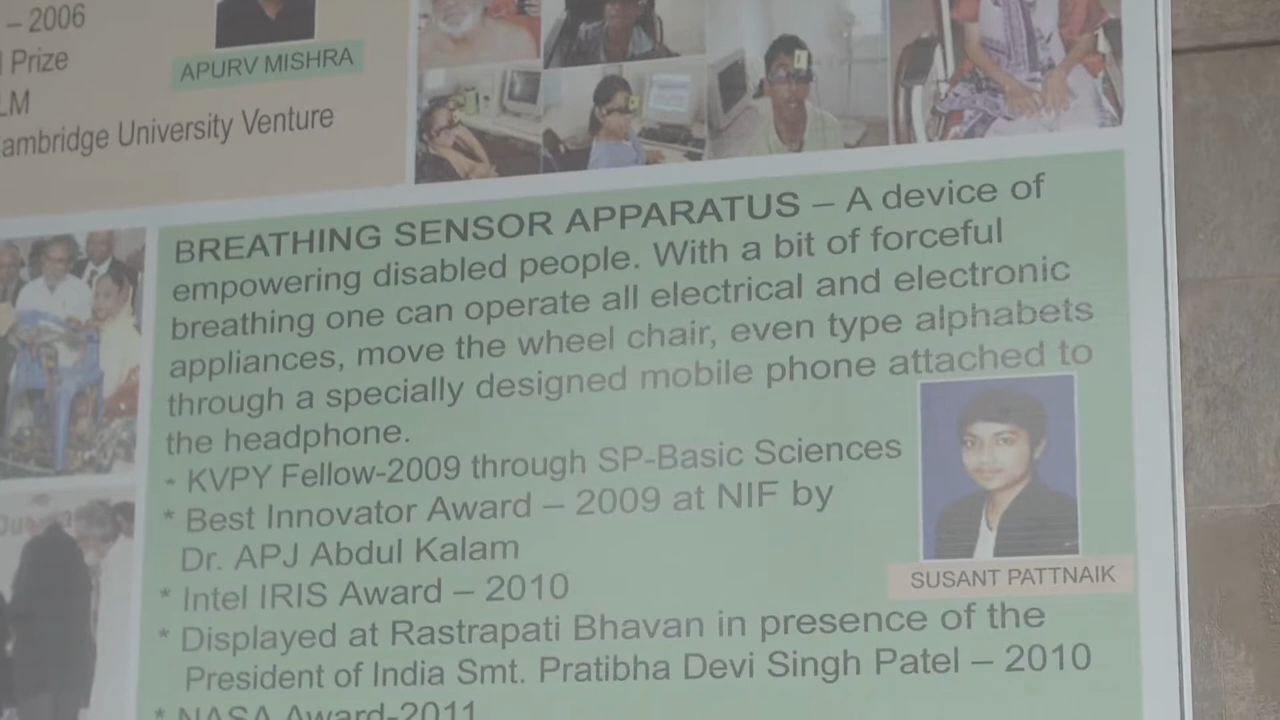 – 2006
Prize
LM
ambridge University Venture
APURV MISHRA
BREATHING SENSOR APPARATUS – A device of
empowering disabled people. With a bit of forceful
breathing one can operate all electrical and electronic
appliances, move the wheel chair, even type alphabets
through a specially designed mobile phone attached to
the headphone.
* KVPY Fellow-2009 through SP-Basic Sciences
* Best Innovator Award – 2009 at NIF by
Dr. APJ Abdul Kalam
* Intel IRIS Award – 2010
* Displayed at Rastrapati Bhavan in presence of the
President of India Smt. Pratibha Devi Singh Patel – 2010
* NASA Award-2011
SUSANT PATTNAIK